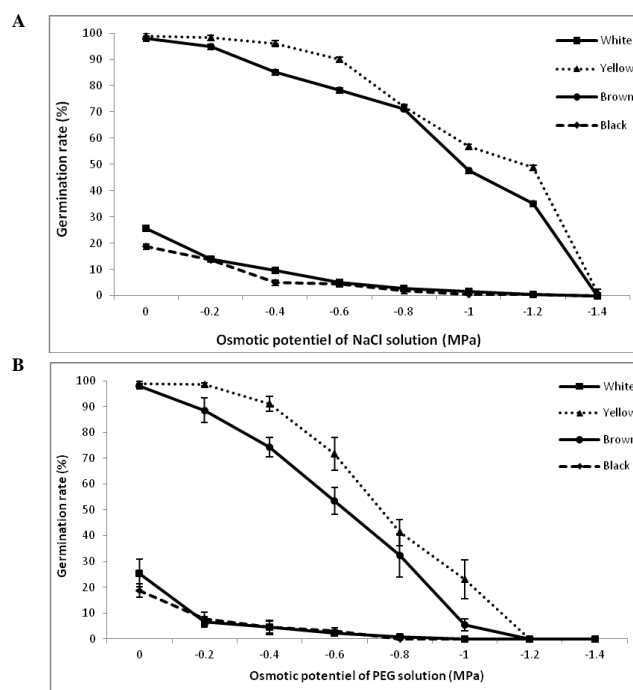 A
100
90
80
70
60
50
40
30
20
10
0
Germination rate (%)
White
Yellow
Brown
Black
0 -0.2 -0.4 -0.6 -0.8 -1 -1.2 -1.4
Osmotic potentiel of NaCl solution (MPa)
B
100
90
80
70
60
50
40
30
20
10
0
Germination rate (%)
White
Yellow
Brown
Black
0 -0.2 -0.4 -0.6 -0.8 -1 -1.2 -1.4
Osmotic potentiel of PEG solution (MPa)